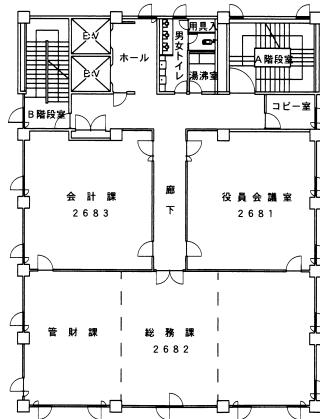 用具入
EV
ホール
男女トイレ
A階段室
EV
湯沸室
B階段室
コピー室
会計課
2683
廊下
役員会議室
2681
管財課
総務課
2682